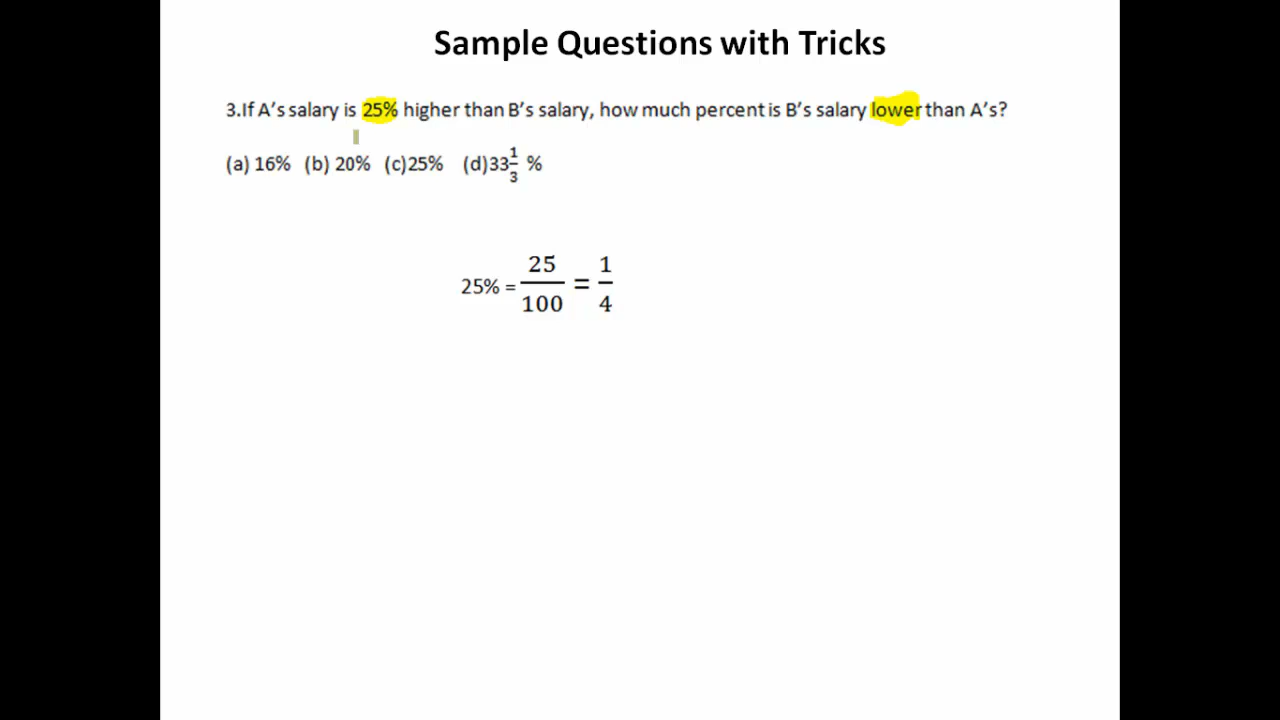 Sample Questions with Tricks
3.If A's salary is 25% higher than B's salary, how much percent is B's salary lower than A's?
(a) 16% (b) 20% (c)25% (d)33 1/3 %
25% = 25/100 = 1/4